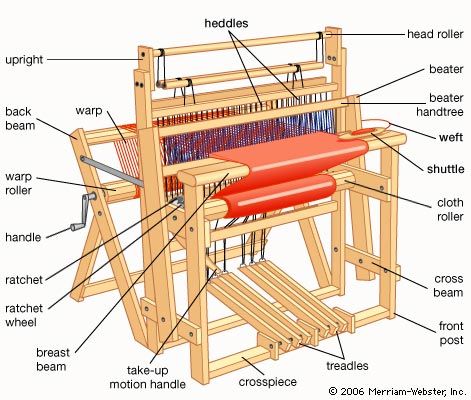 heddles
head roller
upright
beater
back
beam
warp
beater
handtree
weft
shuttle
warp
roller
cloth
roller
handle
ratchet
cross
beam
ratchet
wheel
front
post
breast
beam
take-up
motion handle
crosspiece
treadles
© 2006 Merriam-Webster, Inc.